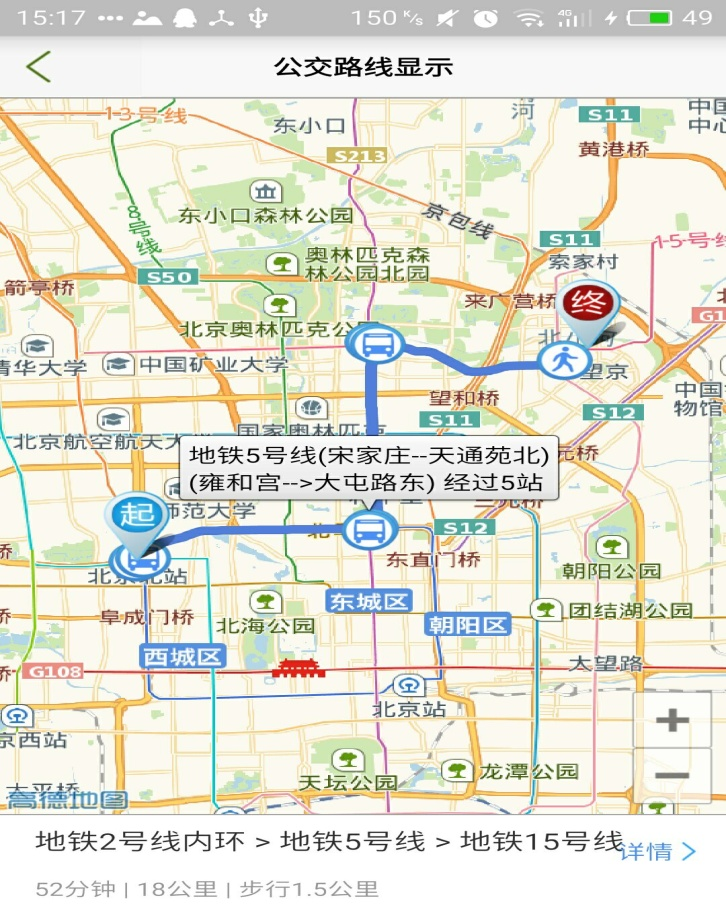 15:17
150 K/s
4G
49
公交路线显示
13号线
河
S11
东小口
S213
黄港桥
东小口森林公园
京包线
8号线
S11
15号线
奥林匹克森
林公园北园
索家村
S50
箭亭桥
来广营桥
终
G1
北京奥林匹克公
清华大学
中国矿业大学
望京
望和桥
S11
S12
中国
物馆
国家奥林匹克
北京航空航天大
地铁5号线(宋家庄--天通苑北)
(雍和宫-->大屯路东) 经过5站
元桥
三元桥
起
师范大学
S12
北京北站
东直门桥
朝阳公园
东城区
阜成门桥
北海公园
朝阳区
团结湖公园
西城区
G108
大望路
北京站
京西站
天坛公园
龙潭公园
太平桥
高德地图
+
−
地铁2号线内环 > 地铁5号线 > 地铁15号线
详情
52分钟 | 18公里 | 步行1.5公里